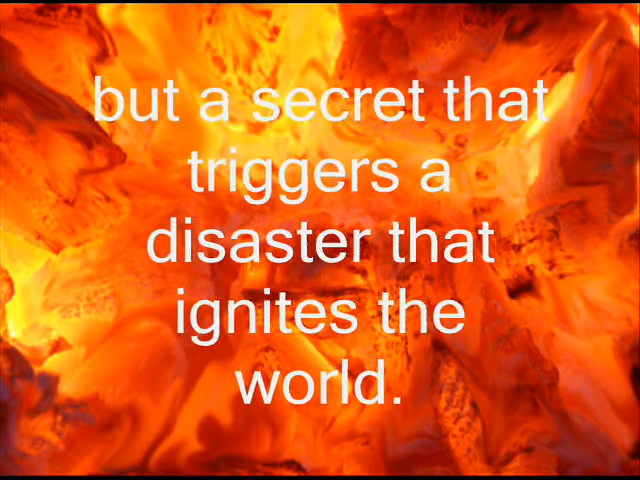 but a secret that
triggers a
disaster that
ignites the
world.